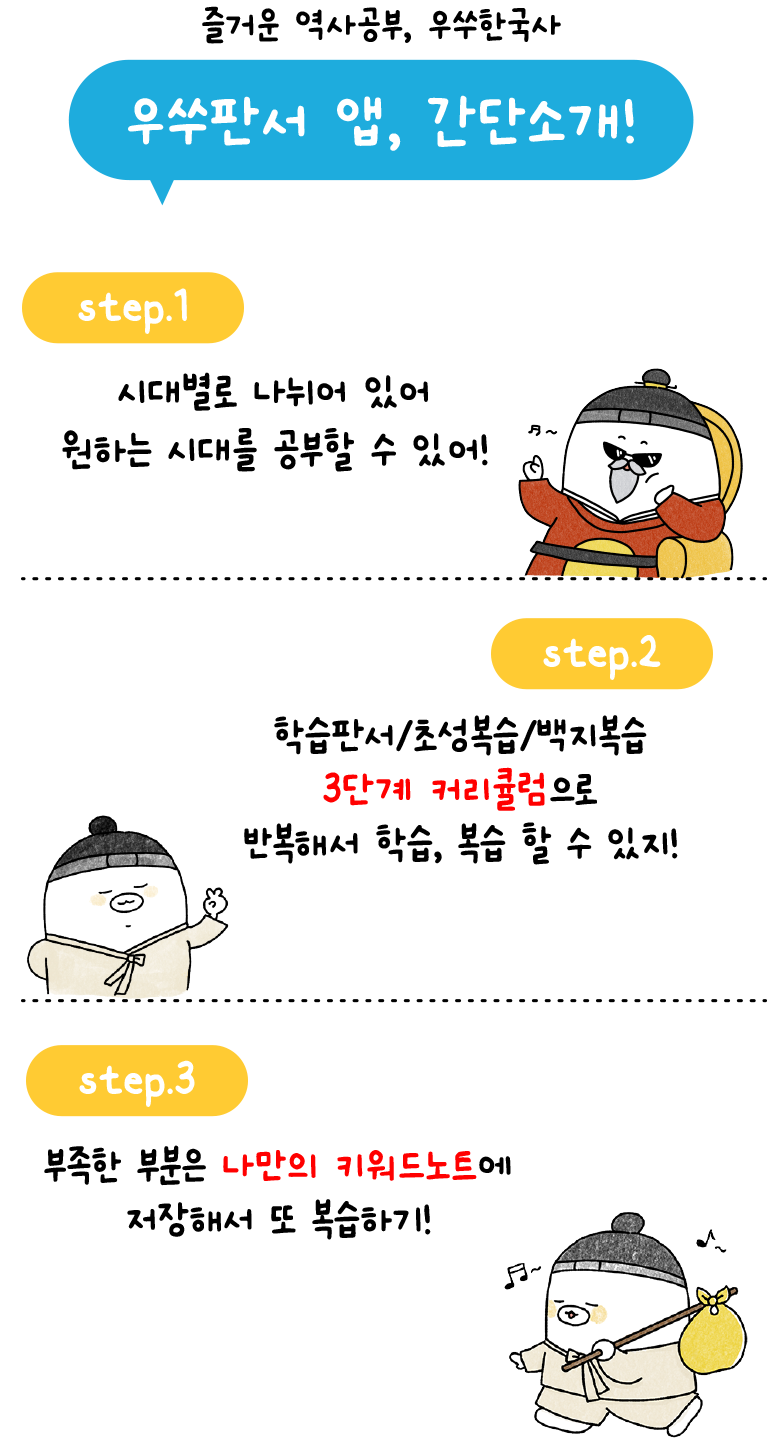 즐거운 역사공부, 우쑤한국사
우쑤판서 앱, 간단소개!
step.1
시대별로 나뉘어 있어
원하는 시대를 공부할 수 있어!
step.2
학습판서/초성복습/백지복습
3단계 커리큘럼으로
반복해서 학습, 복습 할 수 있지!
step.3
부족한 부분은 나만의 키워드노트에
저장해서 또 복습하기!